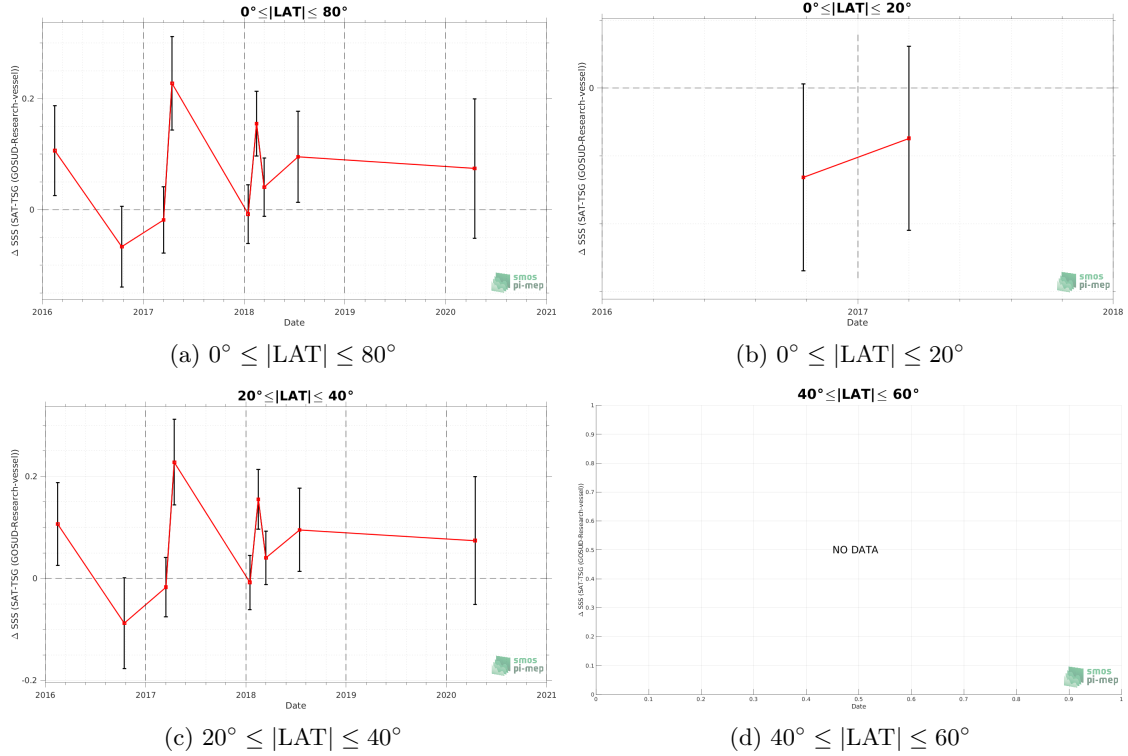 0°≤|LAT|≤ 80°
Δ SSS (SAT-TSG (GOSUD-Research-vessel))
0.2
0
2016 2017 2018 2019 2020 2021
Date
smos
pi-mep
(a) 0° ≤ |LAT| ≤ 80°
0°≤|LAT|≤ 20°
Δ SSS (SAT-TSG (GOSUD-Research-vessel))
0
2016 2017 2018
Date
smos
pi-mep
(b) 0° ≤ |LAT| ≤ 20°
20°≤|LAT|≤ 40°
Δ SSS (SAT-TSG (GOSUD-Research-vessel))
0.2
0
-0.2
2016 2017 2018 2019 2020 2021
Date
smos
pi-mep
(c) 20° ≤ |LAT| ≤ 40°
40°≤|LAT|≤ 60°
Δ SSS (SAT-TSG (GOSUD-Research-vessel))
1
0.9
0.8
0.7
0.6
0.5
0.4
0.3
0.2
0.1
0
NO DATA
0 0.1 0.2 0.3 0.4 0.5 0.6 0.7 0.8 0.9 1
Date
smos
pi-mep
(d) 40° ≤ |LAT| ≤ 60°